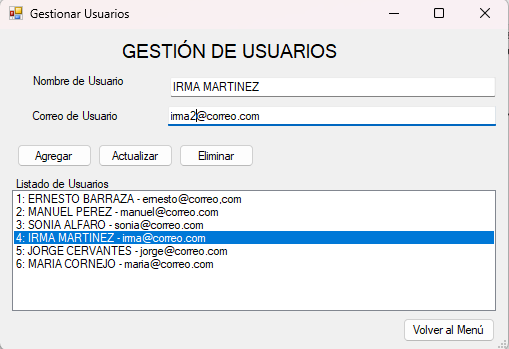 Gestionar Usuarios
GESTIÓN DE USUARIOS
Nombre de Usuario
IRMA MARTINEZ
Correo de Usuario
irma2@correo.com
Agregar
Actualizar
Eliminar
Listado de Usuarios
1: ERNESTO BARRAZA - ernesto@correo,com
2: MANUEL PEREZ - manuel@correo.com
3: SONIA ALFARO - sonia@correo.com
4: IRMA MARTINEZ - irma@correo.com
5: JORGE CERVANTES - jorge@correo.com
6: MARIA CORNEJO - maria@correo.com
Volver al Menú